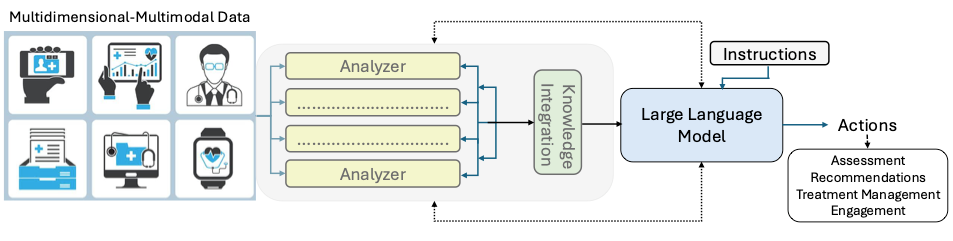 Multidimensional-Multimodal Data
Analyzer
Analyzer
Knowledge
Integration
Instructions
Large Language
Model
Actions
Assessment
Recommendations
Treatment Management
Engagement